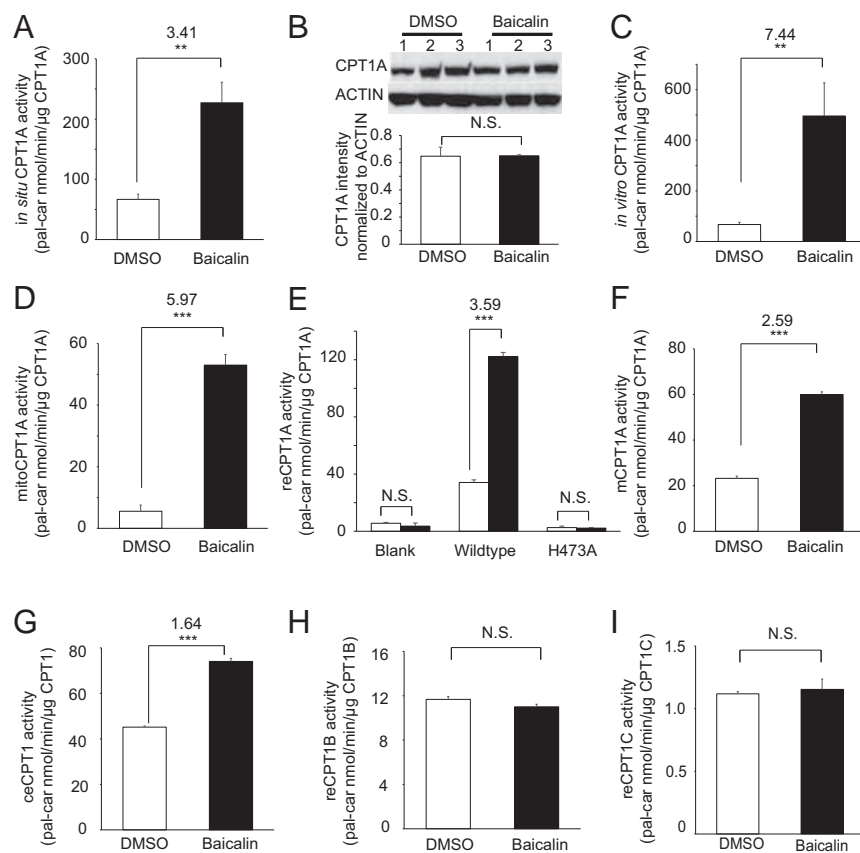 A
3.41
**
in situ CPT1A activity
(pal-car nmol/min/µg CPT1A)
300
200
100
0
DMSO
Baicalin
B
DMSO
Baicalin
1 2 3 1 2 3
CPT1A
ACTIN
N.S.
CPT1A intensity
normalized to ACTIN
0.8
0.6
0.4
0.2
0
DMSO
Baicalin
C
7.44
**
in vitro CPT1A activity
(pal-car nmol/min/µg CPT1A)
600
400
200
0
DMSO
Baicalin
D
5.97
***
mitoCPT1A activity
(pal-car nmol/min/µg CPT1A)
60
40
20
0
DMSO
Baicalin
E
3.59
***
reCPT1A activity
(pal-car nmol/min/µg CPT1A)
120
80
40
0
N.S.
N.S.
Blank
Wildtype
H473A
F
2.59
***
mCPT1A activity
(pal-car nmol/min/µg CPT1A)
80
60
40
20
0
DMSO
Baicalin
G
1.64
***
ceCPT1 activity
(pal-car nmol/min/µg CPT1)
80
60
40
20
0
DMSO
Baicalin
H
N.S.
reCPT1B activity
(pal-car nmol/min/µg CPT1B)
16
12
8
4
0
DMSO
Baicalin
I
N.S.
reCPT1C activity
(pal-car nmol/min/µg CPT1C)
1.5
1.0
0.5
0
DMSO
Baicalin